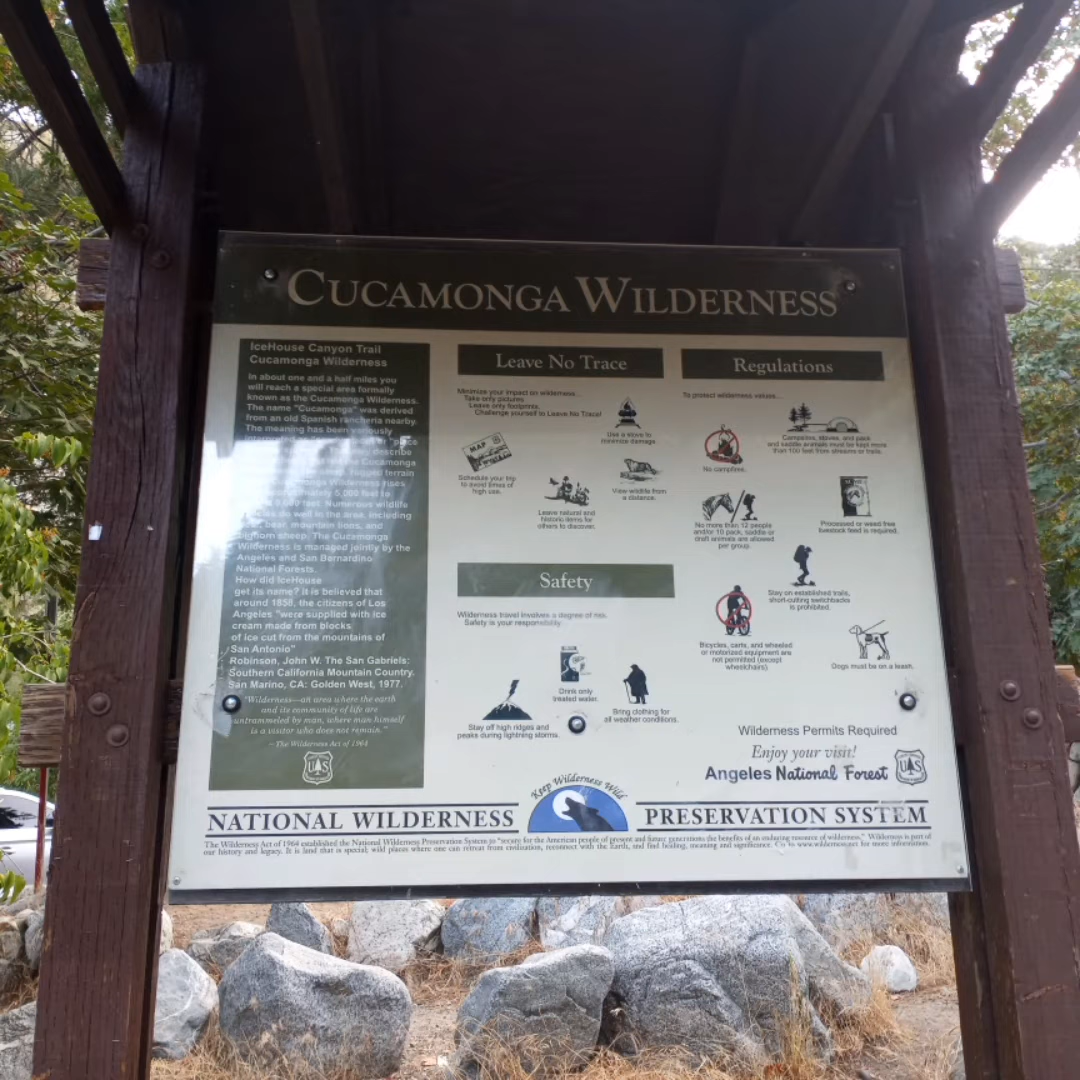 CUCAMONGA WILDERNESS
IceHouse Canyon Trail
Cucamonga Wilderness
In about one and a half miles you
will reach a special area formally
known as the Cucamonga Wilderness.
The name "Cucamonga" was derived
from an old Spanish rancheria nearby.
The meaning has been variously
"place
describe
the Cucamonga
rugged terrain
Wilderness rises
5,000 feet to
feet. Numerous wildlife
do well in the area, including
bear, mountain lions, and
bighorn sheep. The Cucamonga
Wilderness is managed jointly by the
Angeles and San Bernardino
National Forests.
How did IceHouse
get its name? It is believed that
around 1858, the citizens of Los
Angeles "were supplied with ice
cream made from blocks
of ice cut from the mountains of
San Antonio"
Robinson, John W. The San Gabriels:
Southern California Mountain Country.
San Marino, CA: Golden West, 1977.
"Wilderness—an area where the earth
and its community of life are
untrammeled by man, where man himself
is a visitor who does not remain."
– The Wilderness Act of 1964
Leave No Trace
Minimize your impact on wilderness...
Take only pictures
Leave only footprints,
Challenge yourself to Leave No Trace!
Use a stove to
minimize damage.
MAP
Schedule your trip
to avoid times of
high use.
View wildlife from
a distance.
Leave natural and
historic items for
others to discover.
Safety
Wilderness travel involves a degree of risk.
Safety is your responsibility.
Drink only
treated water.
Bring clothing for
all weather conditions.
Stay off high ridges and
peaks during lightning storms.
Regulations
To protect wilderness values...
No campfires.
Campsites, stoves, and pack
and saddle animals must be kept more
than 100 feet from streams or trails.
No more than 12 people
and/or 10 pack, saddle or
draft animals are allowed
per group.
Processed or weed free
livestock feed is required.
Stay on established trails,
short-cutting switchbacks
is prohibited.
Bicycles, carts, and wheeled
or motorized equipment are
not permitted (except
wheelchairs).
Dogs must be on a leash.
Wilderness Permits Required
Enjoy your visit!
Angeles National Forest
UAS
Keep Wilderness Wild
NATIONAL WILDERNESS PRESERVATION SYSTEM
The Wilderness Act of 1964 established the National Wilderness Preservation System to "secure for the American people of present and future generations the benefits of an enduring resource of wilderness." Wilderness is part of
our history and legacy. It is land that is special; wild places where one can retreat from civilization, reconnect with the Earth, and find healing, meaning and significance. Go to www.wilderness.net for more information.